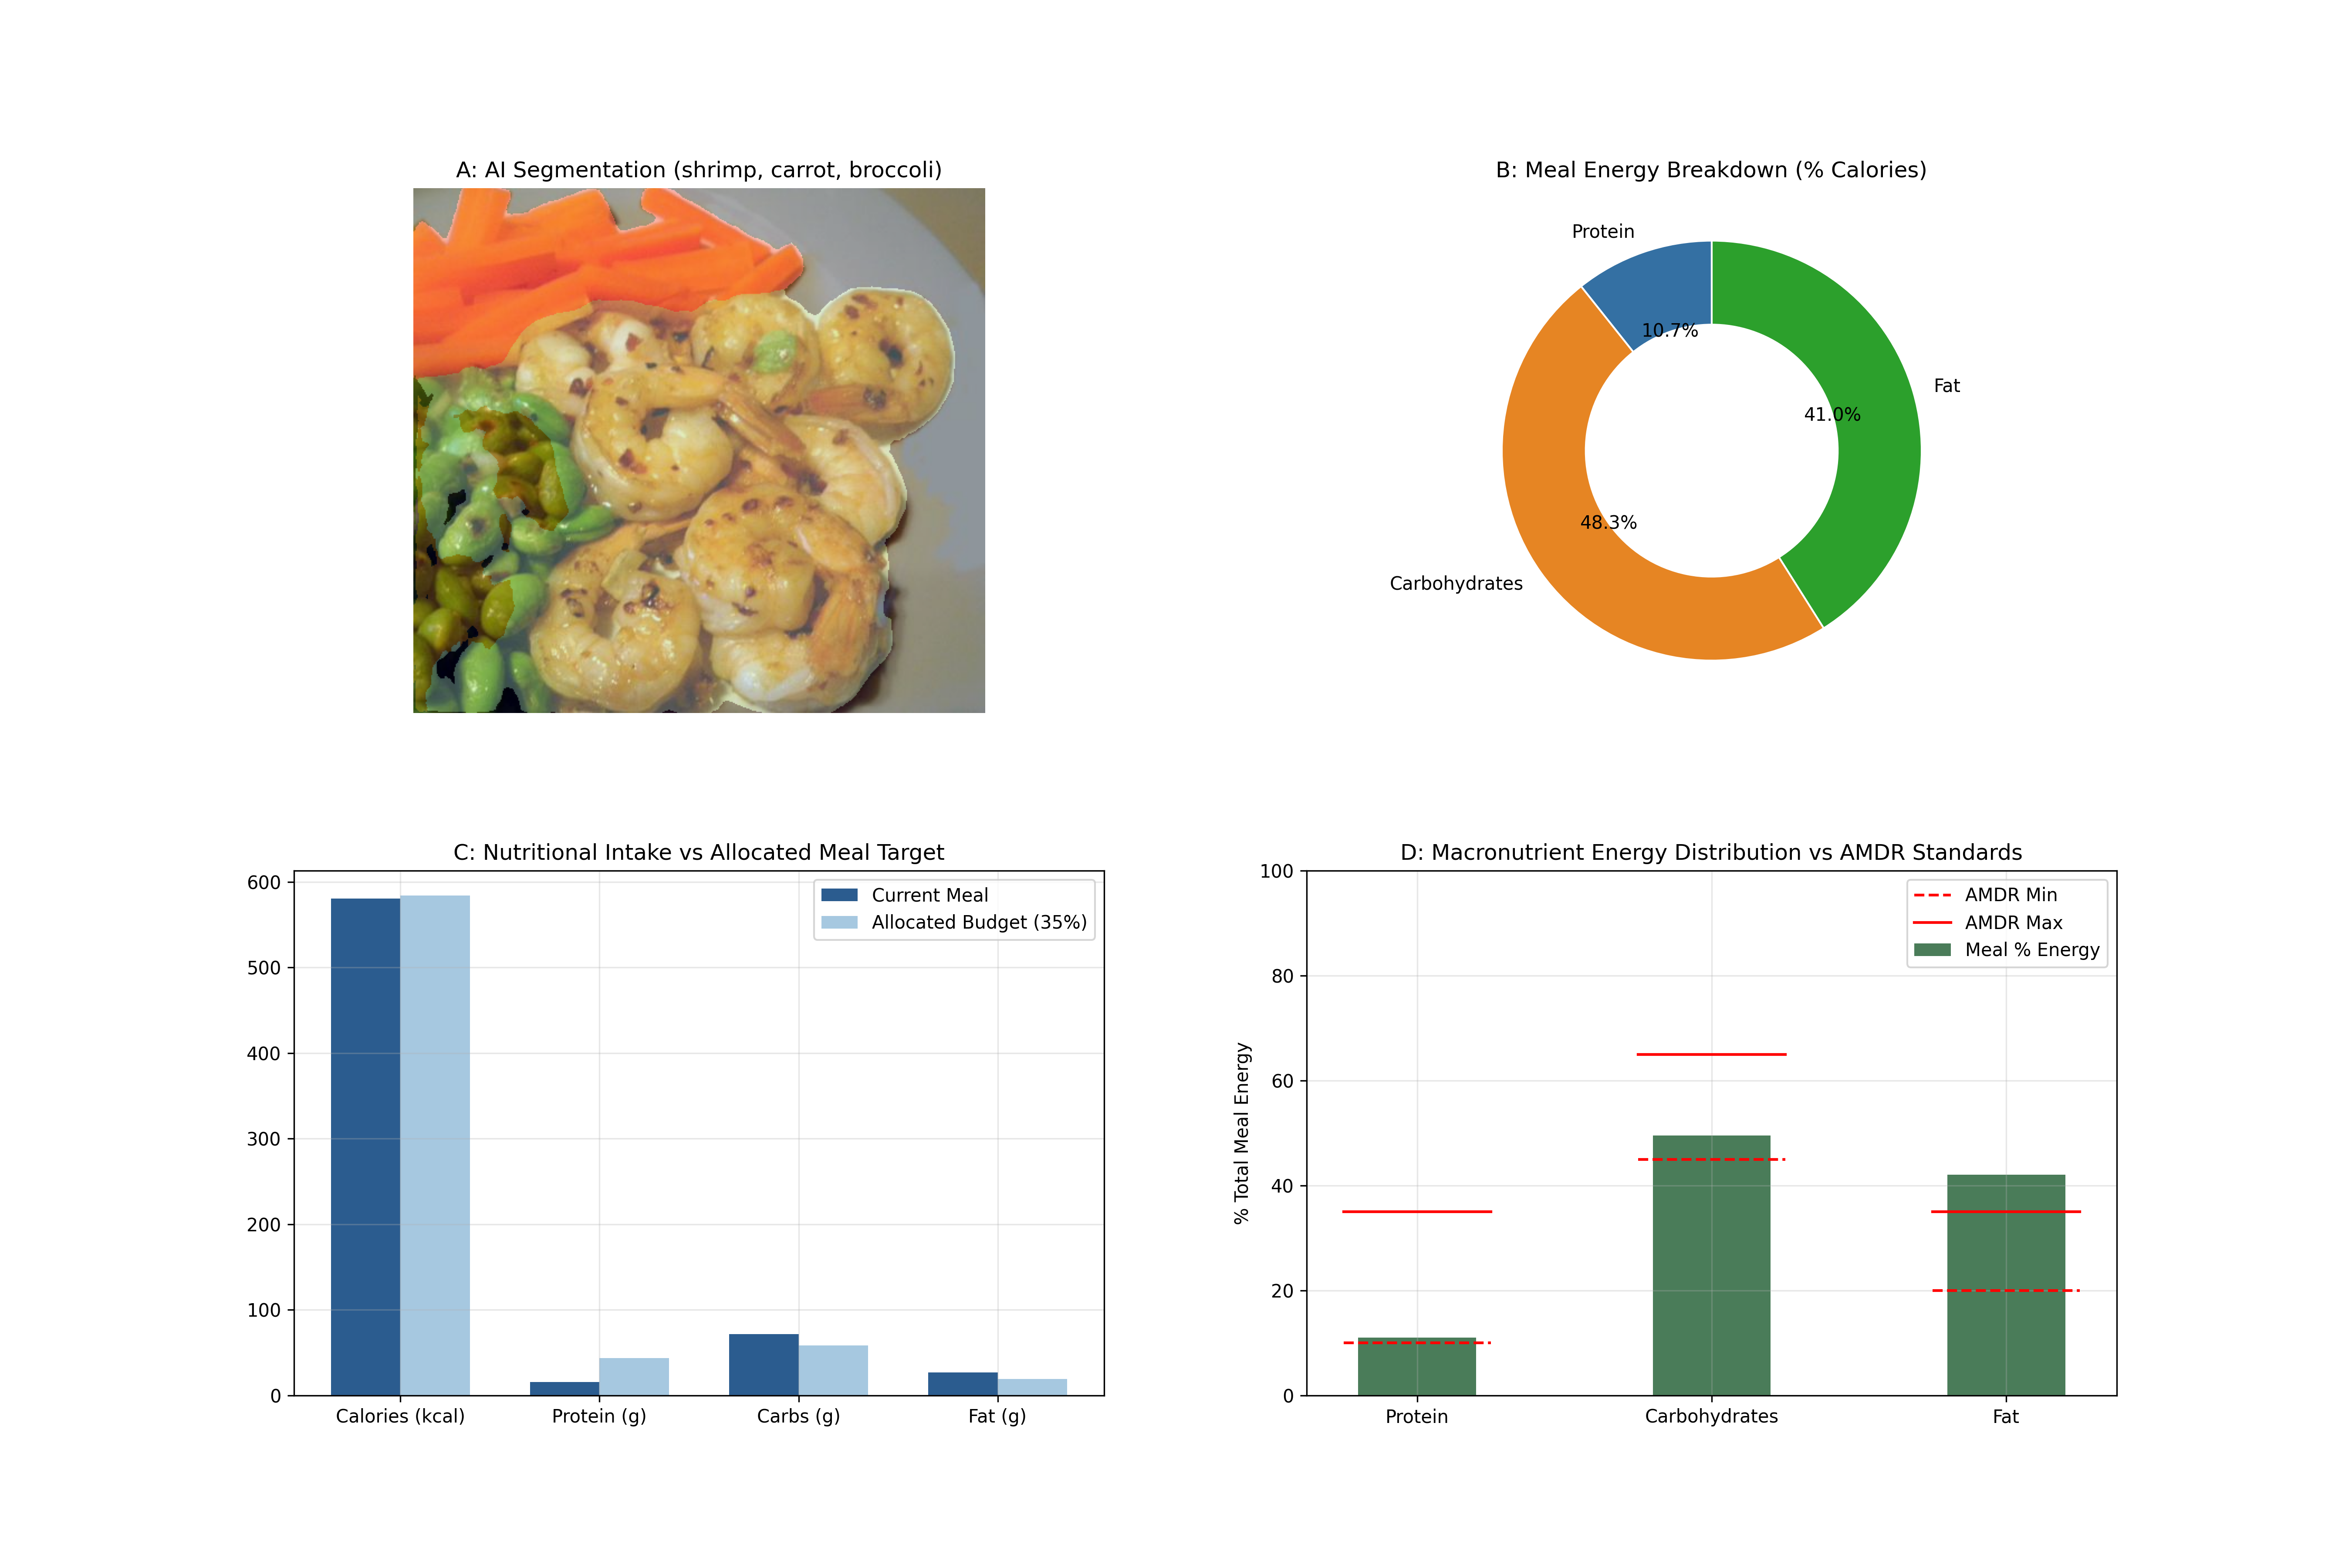 A: AI Segmentation (shrimp, carrot, broccoli)
B: Meal Energy Breakdown (% Calories)
Protein
10.7%
Fat
41.0%
48.3%
Carbohydrates
C: Nutritional Intake vs Allocated Meal Target
600
500
400
300
200
100
0
Current Meal
Allocated Budget (35%)
Calories (kcal)
Protein (g)
Carbs (g)
Fat (g)
D: Macronutrient Energy Distribution vs AMDR Standards
% Total Meal Energy
100
80
60
40
20
0
AMDR Min
AMDR Max
Meal % Energy
Protein
Carbohydrates
Fat